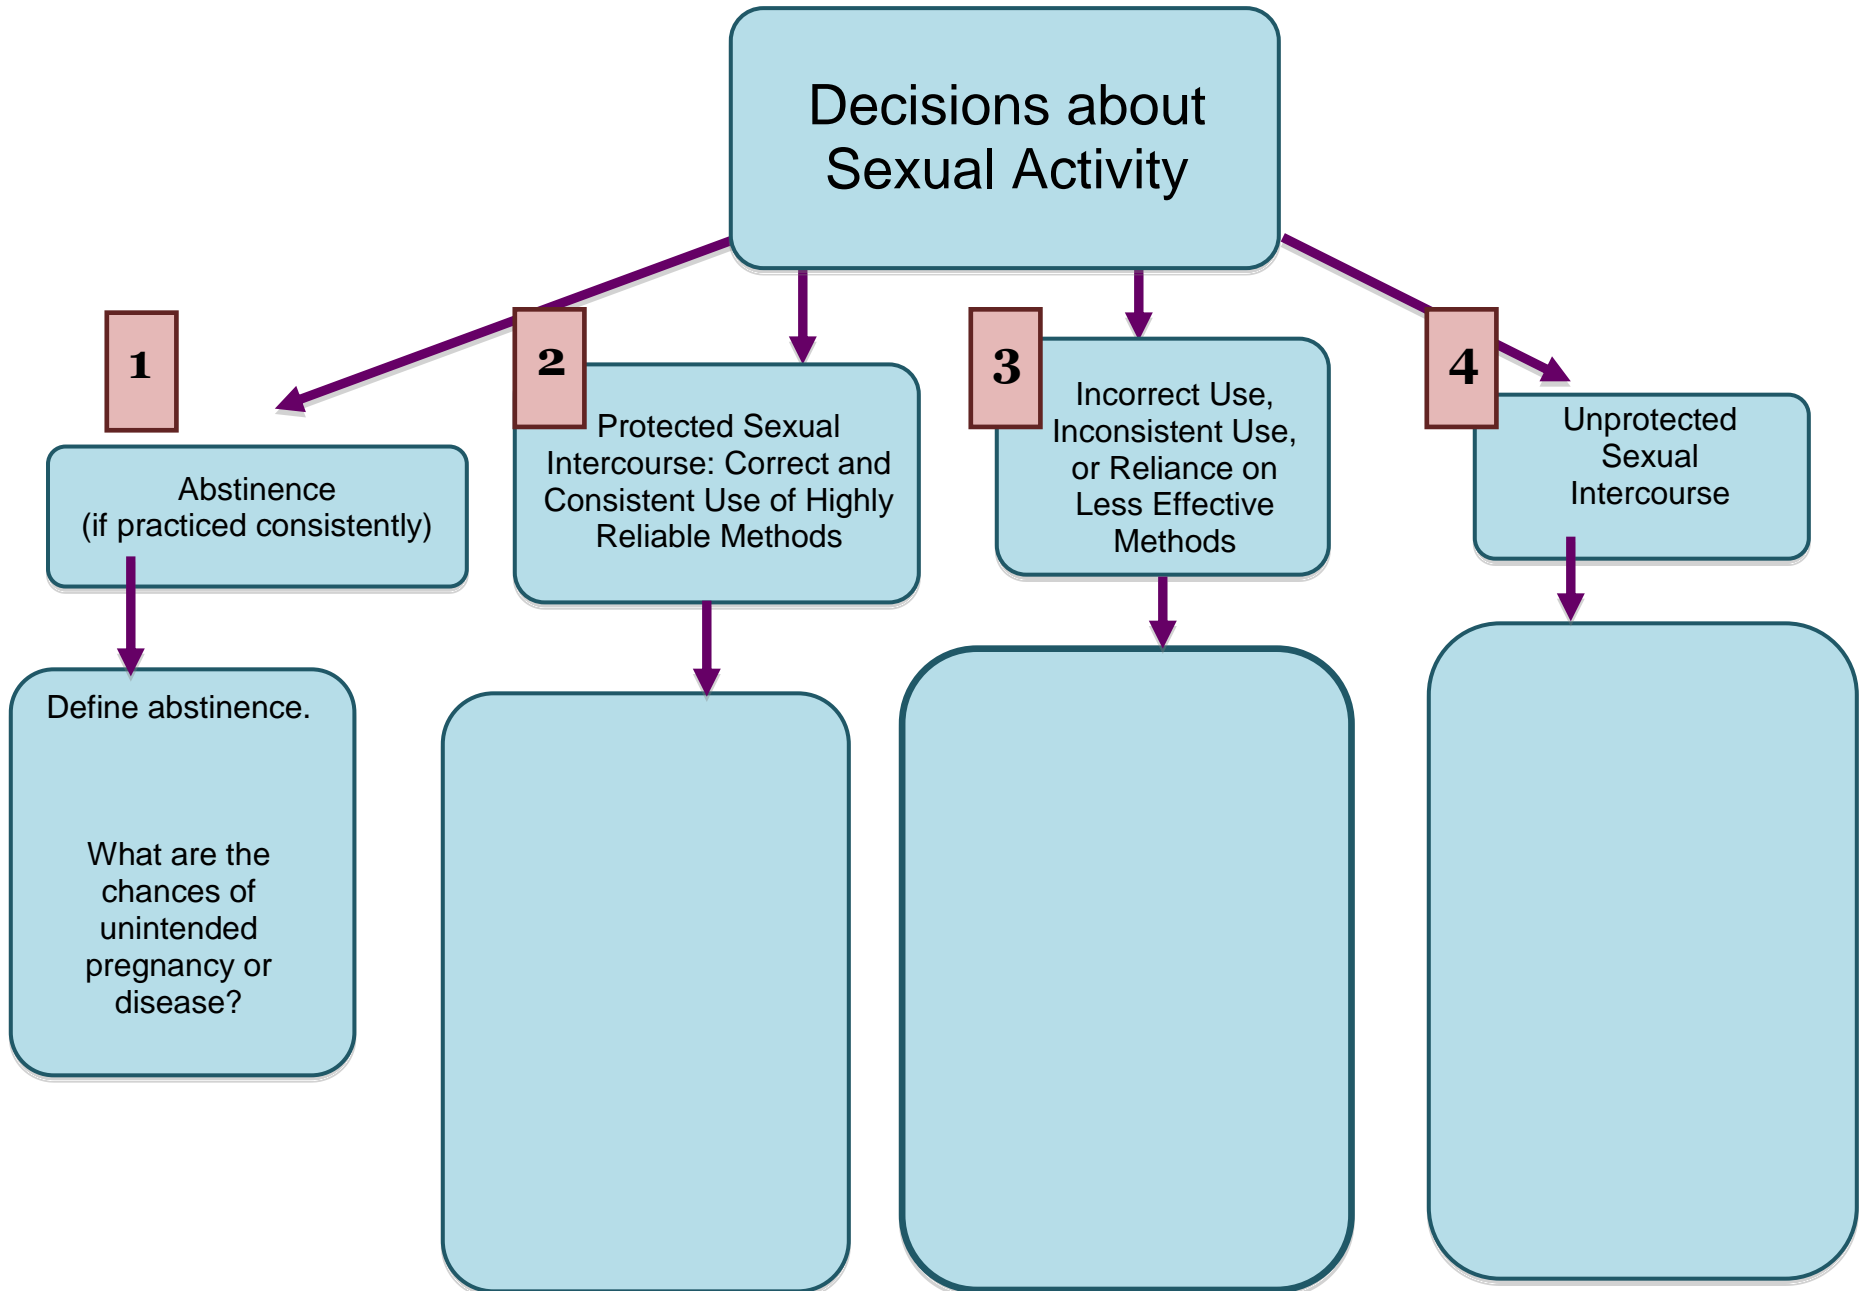 Decisions about
Sexual Activity
1
Abstinence
(if practiced consistently)
Define abstinence.
What are the
chances of
unintended
pregnancy or
disease?
2
Protected Sexual
Intercourse: Correct and
Consistent Use of Highly
Reliable Methods
3
Incorrect Use,
Inconsistent Use,
or Reliance on
Less Effective
Methods
4
Unprotected
Sexual
Intercourse